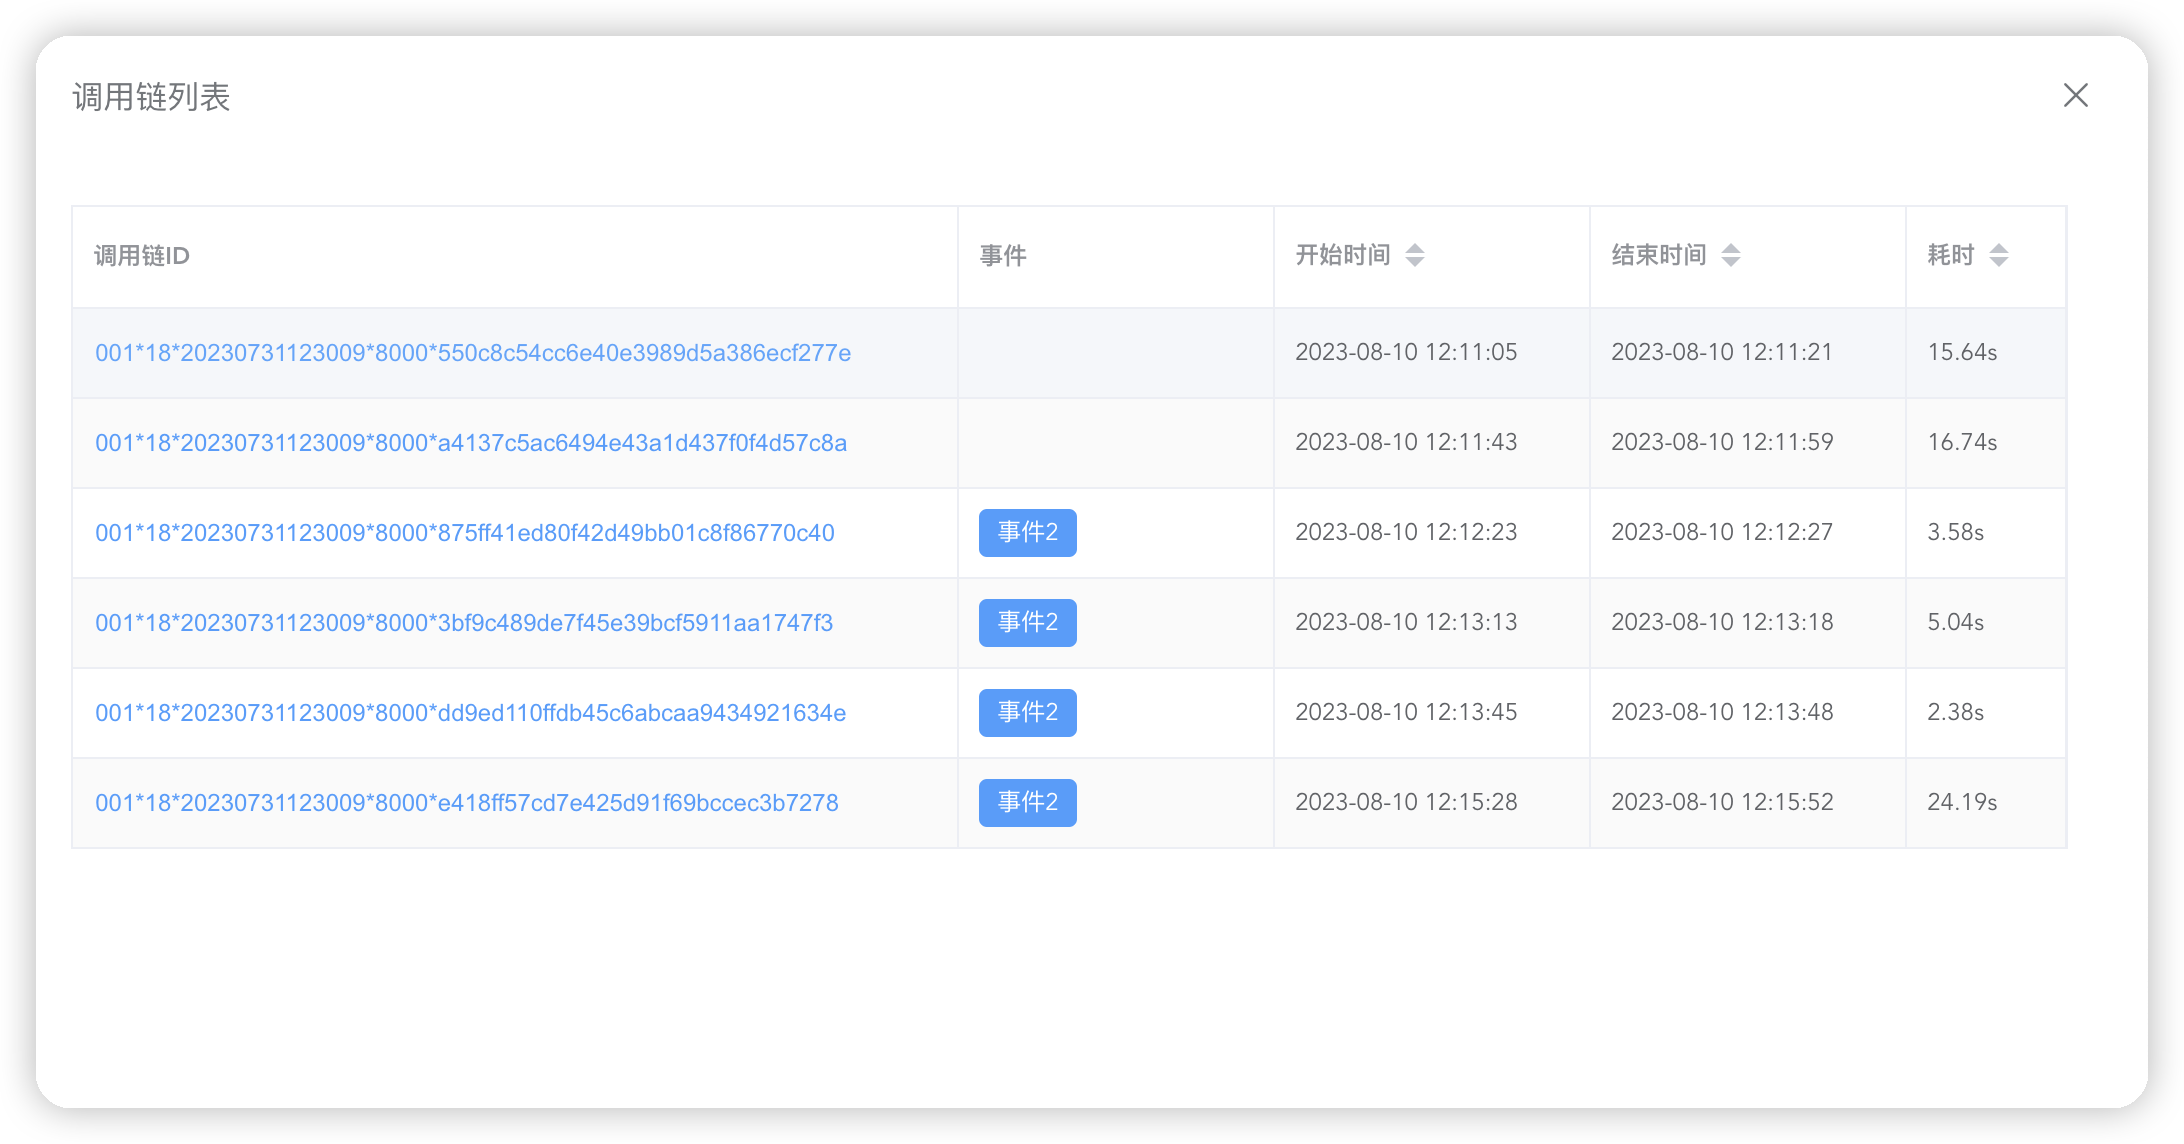 调用链列表
调用链ID 事件 开始时间 结束时间 耗时
001*18*20230731123009*8000*550c8c54cc6e40e3989d5a386ecf277e 2023-08-10 12:11:05 2023-08-10 12:11:21 15.64s
001*18*20230731123009*8000*a4137c5ac6494e43a1d437f0f4d57c8a 2023-08-10 12:11:43 2023-08-10 12:11:59 16.74s
001*18*20230731123009*8000*875ff41ed80f42d49bb01c8f86770c40 事件2 2023-08-10 12:12:23 2023-08-10 12:12:27 3.58s
001*18*20230731123009*8000*3bf9c489de7f45e39bcf5911aa1747f3 事件2 2023-08-10 12:13:13 2023-08-10 12:13:18 5.04s
001*18*20230731123009*8000*dd9ed110ffdb45c6abcaa9434921634e 事件2 2023-08-10 12:13:45 2023-08-10 12:13:48 2.38s
001*18*20230731123009*8000*e418ff57cd7e425d91f69bccec3b7278 事件2 2023-08-10 12:15:28 2023-08-10 12:15:52 24.19s